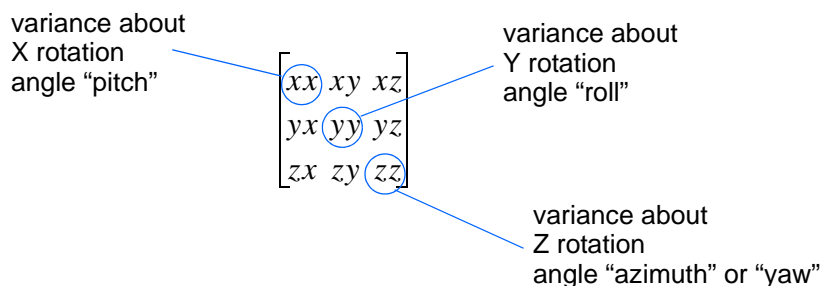 variance about
X rotation
angle “pitch”
variance about
Y rotation
angle “roll”
xx xy xz
yx yy yz
zx zy zz
variance about
Z rotation
angle “azimuth” or “yaw”